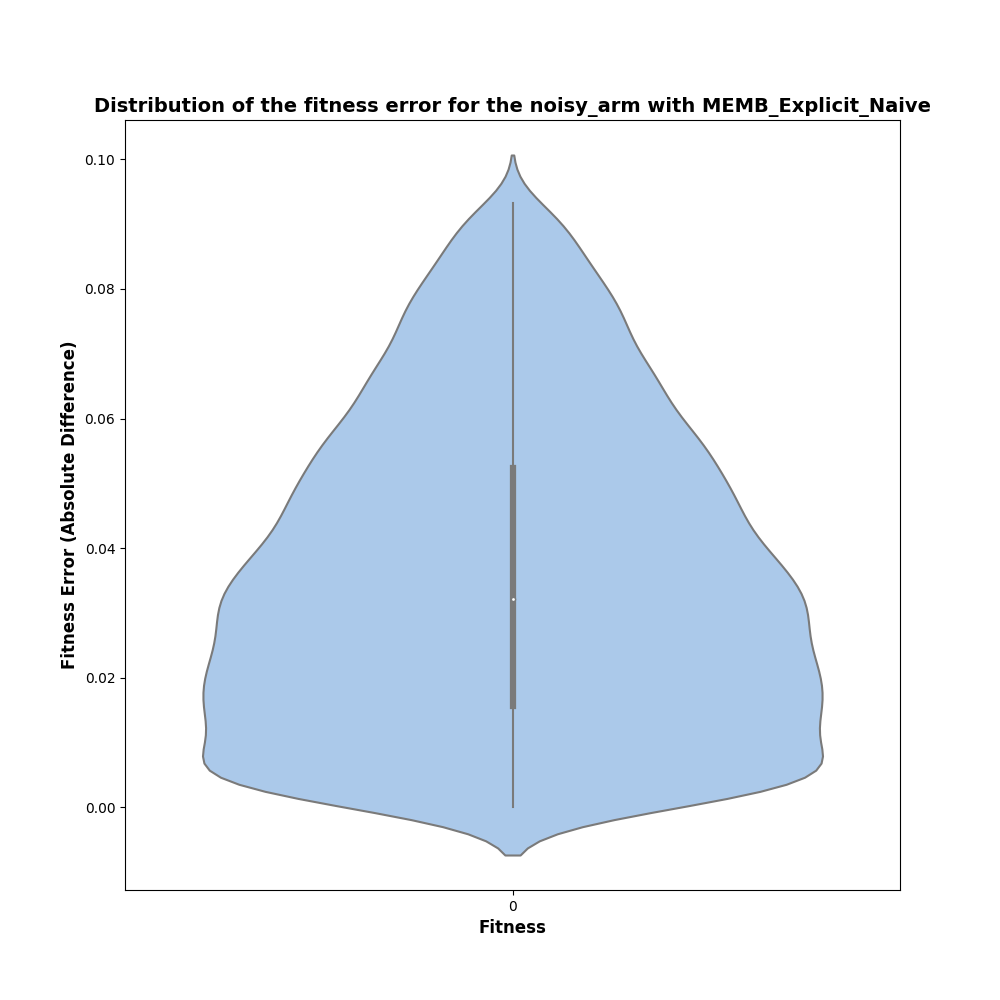 Distribution of the fitness error for the noisy_arm with MEMB_Explicit_Naive
Fitness Error (Absolute Difference)
0.10
0.08
0.06
0.04
0.02
0.00
0
Fitness